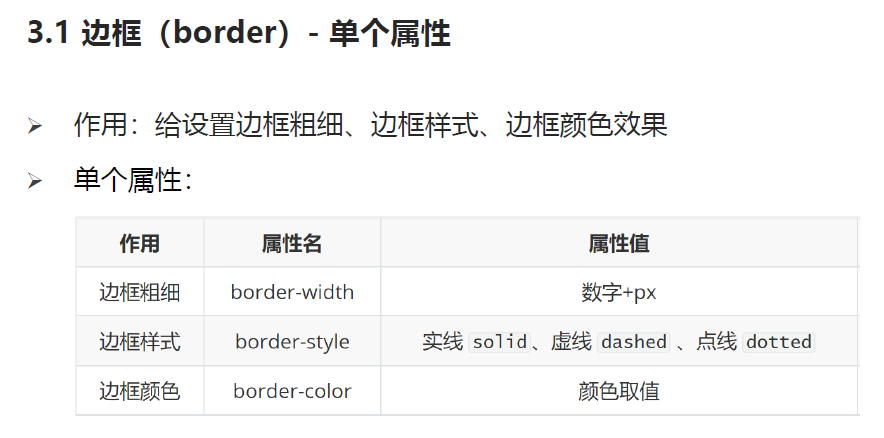 3.1 边框（border）- 单个属性
作用：给设置边框粗细、边框样式、边框颜色效果
单个属性：
作用 属性名 属性值
边框粗细 border-width 数字+px
边框样式 border-style 实线 solid、虚线 dashed 、点线 dotted
边框颜色 border-color 颜色取值